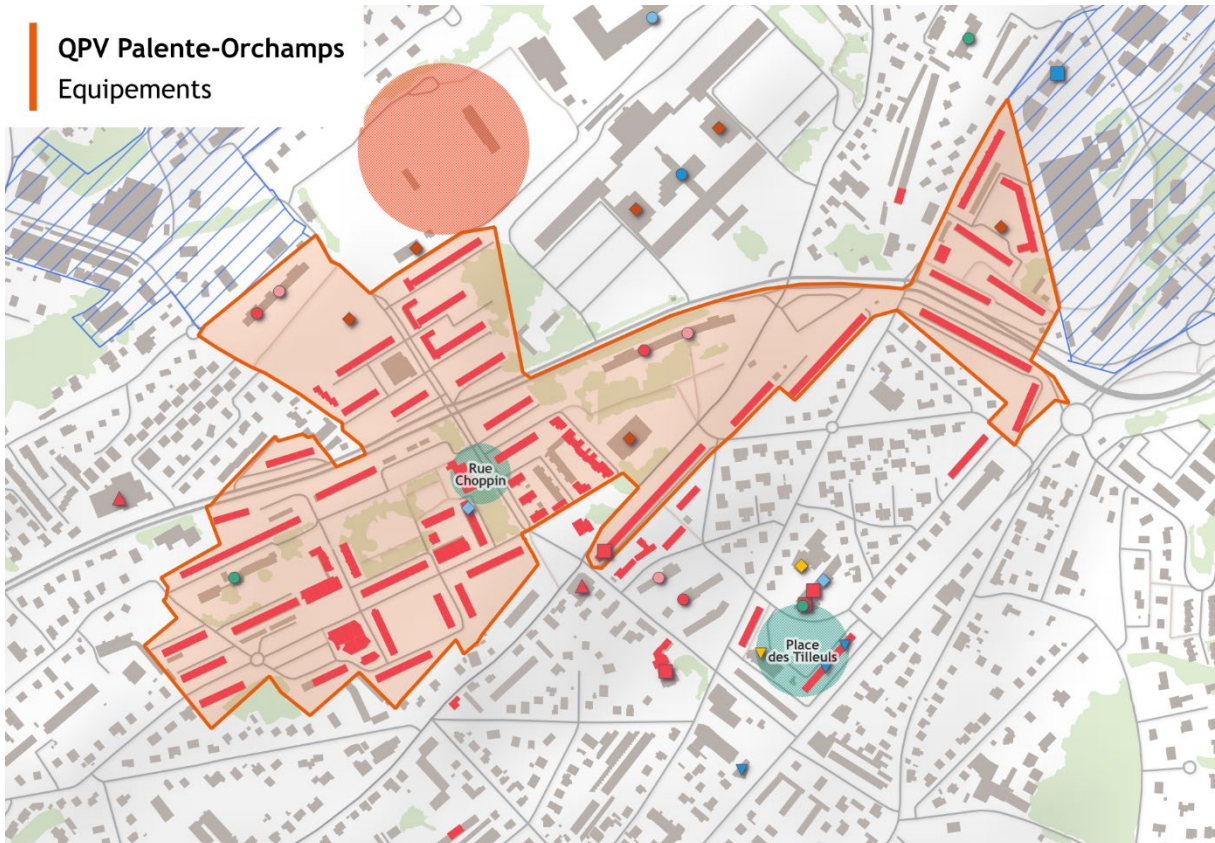 QPV Palente-Orchamps
Equipements
Rue
Choppin
Place
des Tilleuls